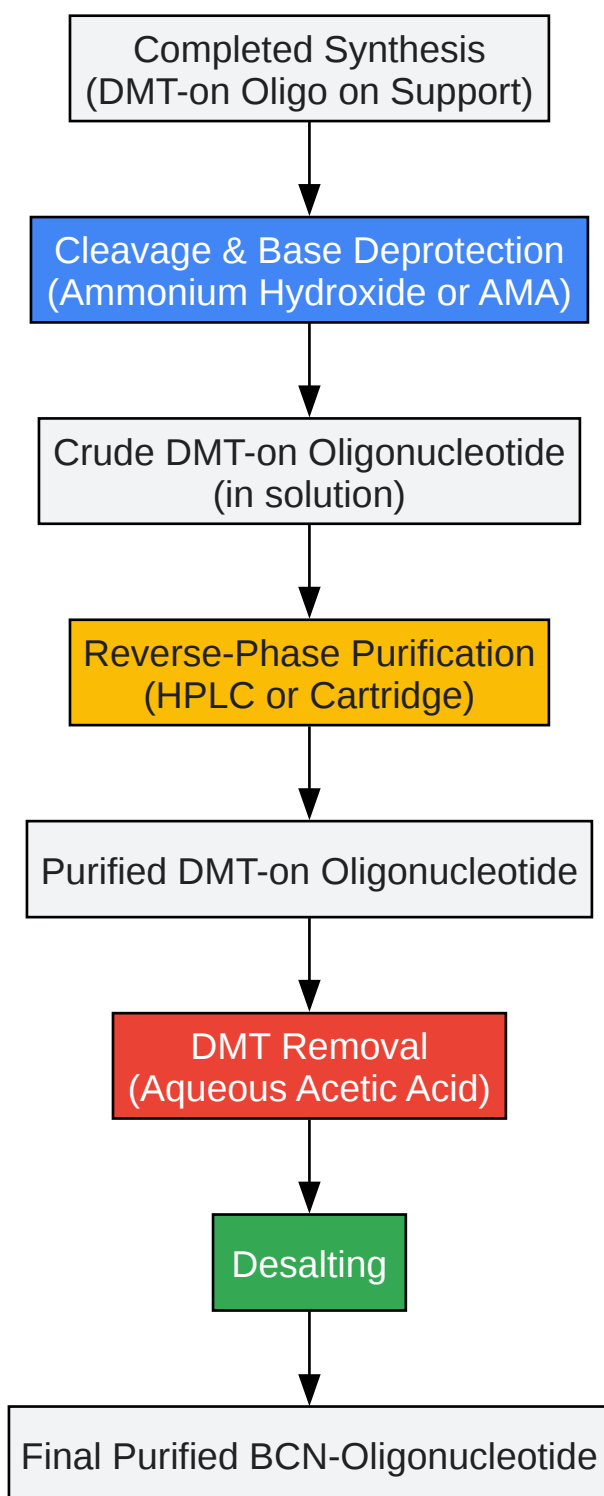 Completed Synthesis
(DMT-on Oligo on Support)
Cleavage & Base Deprotection
(Ammonium Hydroxide or AMA)
Crude DMT-on Oligonucleotide
(in solution)
Reverse-Phase Purification
(HPLC or Cartridge)
Purified DMT-on Oligonucleotide
DMT Removal
(Aqueous Acetic Acid)
Desalting
Final Purified BCN-Oligonucleotide